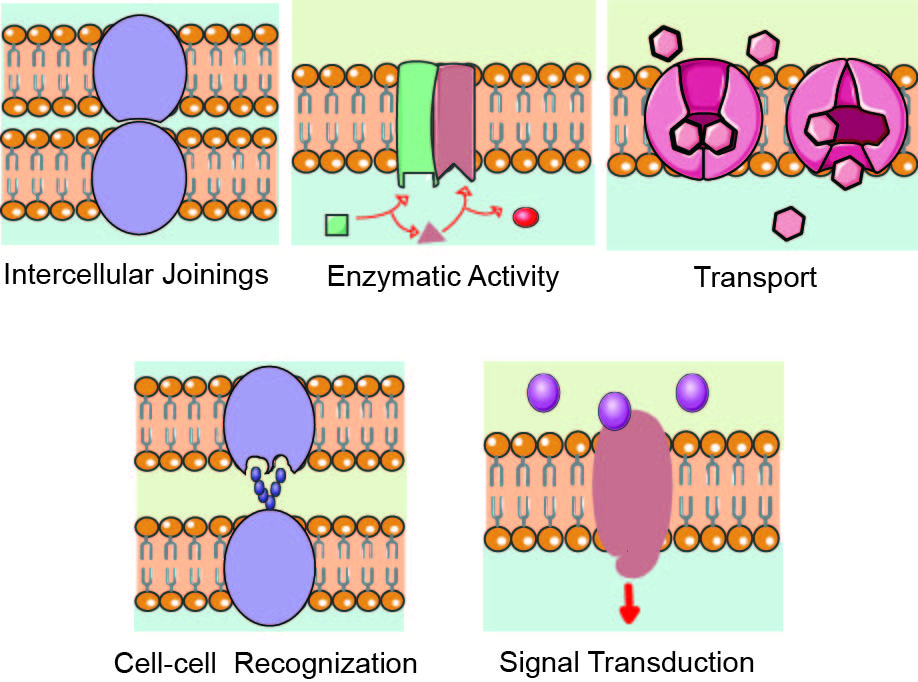 Intercellular Joinings
Enzymatic Activity
Transport
Cell-cell Recognization
Signal Transduction